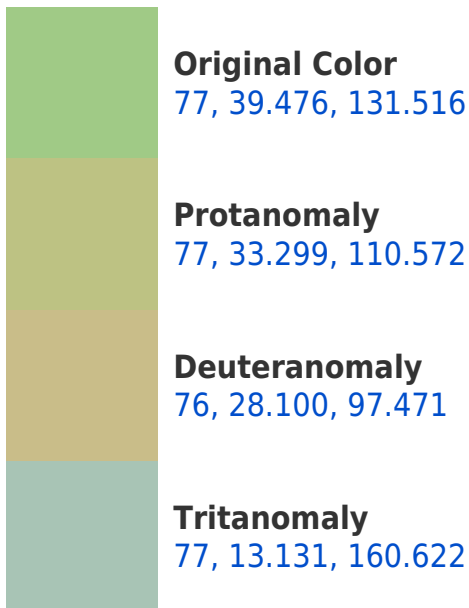 Original Color
77, 39.476, 131.516
Protanomaly
77, 33.299, 110.572
Deuteranomaly
76, 28.100, 97.471
Tritanomaly
77, 13.131, 160.622